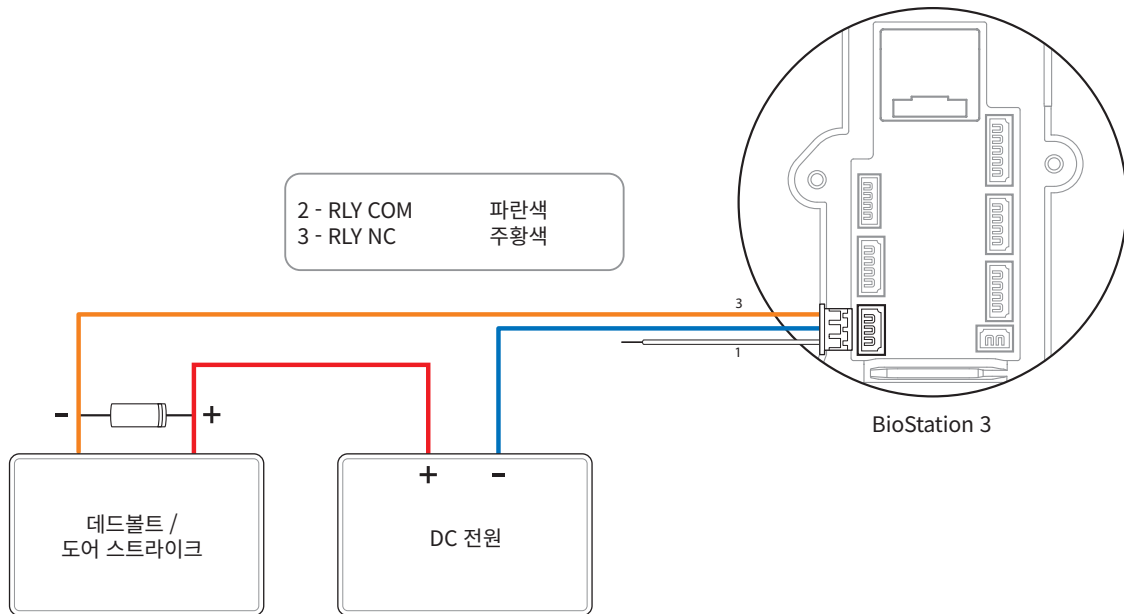 2 - RLY COM 파란색
3 - RLY NC 주황색
3
1
BioStation 3
- +
+ -
데드볼트 /
도어 스트라이크
DC 전원